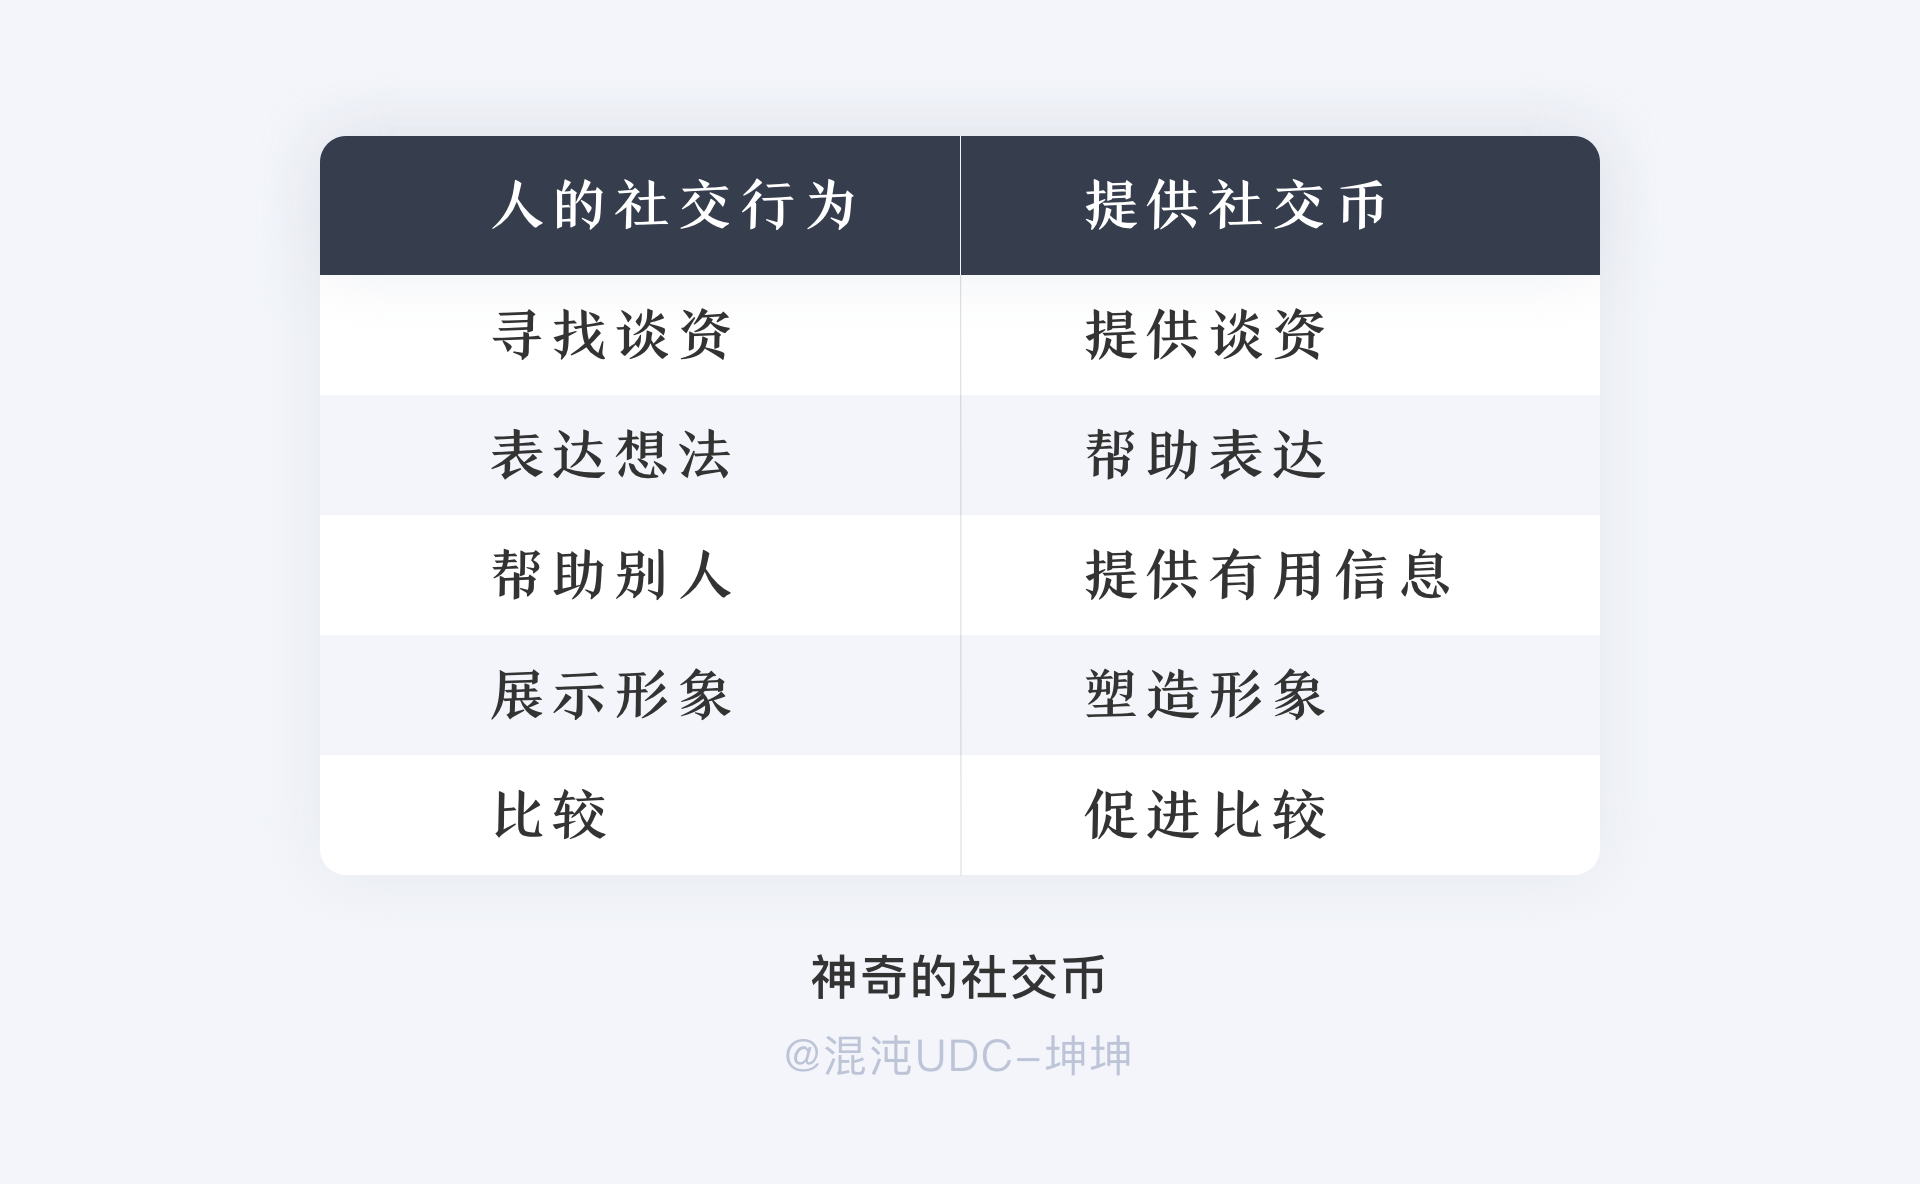 人的社交行为 提供社交币
寻找谈资 提供谈资
表达想法 帮助表达
帮助别人 提供有用信息
展示形象 塑造形象
比较 促进比较
神奇的社交币
@混沌UDC-坤坤